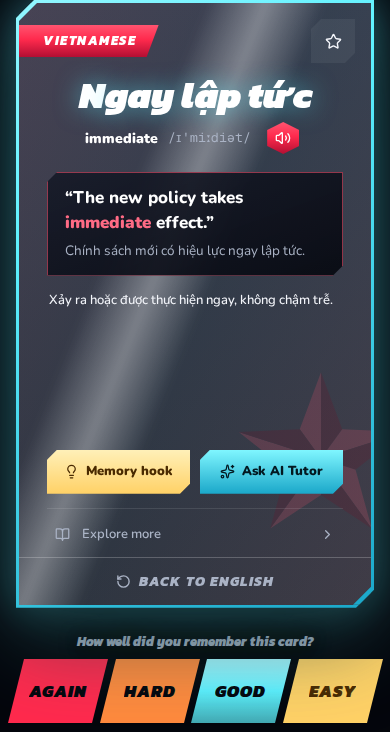 VIETNAMESE
Ngay lập tức
immediate /ɪˈmiːdiət/
“The new policy takes
immediate effect.”
Chính sách mới có hiệu lực ngay lập tức.
Xảy ra hoặc được thực hiện ngay, không chậm trễ.
Memory hook
Ask AI Tutor
Explore more
BACK TO ENGLISH
How well did you remember this card?
AGAIN
HARD
GOOD
EASY